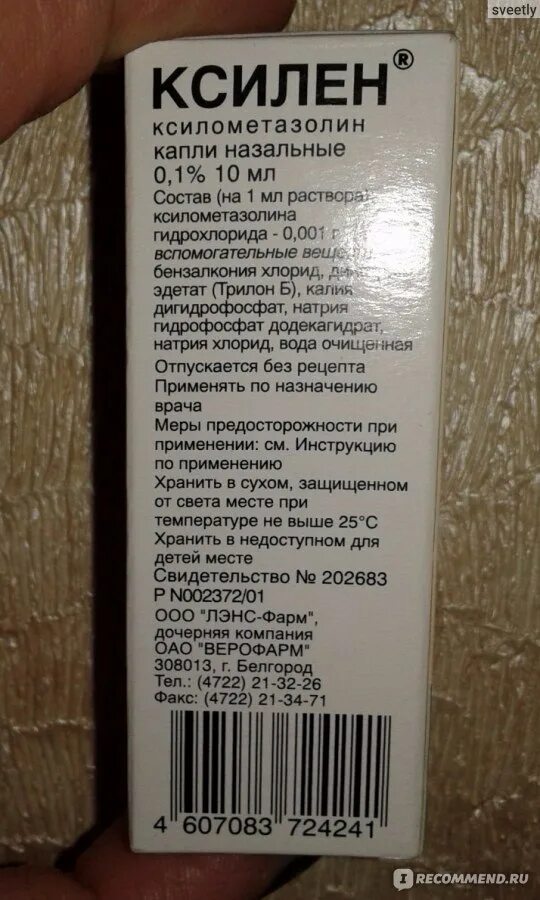 sveetly
КСИЛЕН®
ксилометазолин
капли назальные
0,1% 10 мл
Состав (на 1 мл раствора)
ксилометазолина
гидрохлорида - 0,001 г
вспомогательные
бензалкония хлорид,
эдетат (Трилон Б), калия
дигидрофосфат, натрия
гидрофосфат додекагидрат,
натрия хлорид, вода очищенная
Отпускается без рецепта
Применять по назначению
врача
Меры предосторожности при
применении: см. Инструкцию
по применению
Хранить в сухом, защищенном
от света месте при
температуре не выше 25°С
Хранить в недоступном для
детей месте
Свидетельство № 202683
Р N002372/01
ООО "ЛЭНС-Фарм",
дочерняя компания
ОАО "ВЕРОФАРМ"
308013, г. Белгород
Тел.: (4722) 21-32-26
Факс: (4722) 21-34-71
4 607083 724241
IRECOMMEND.RU